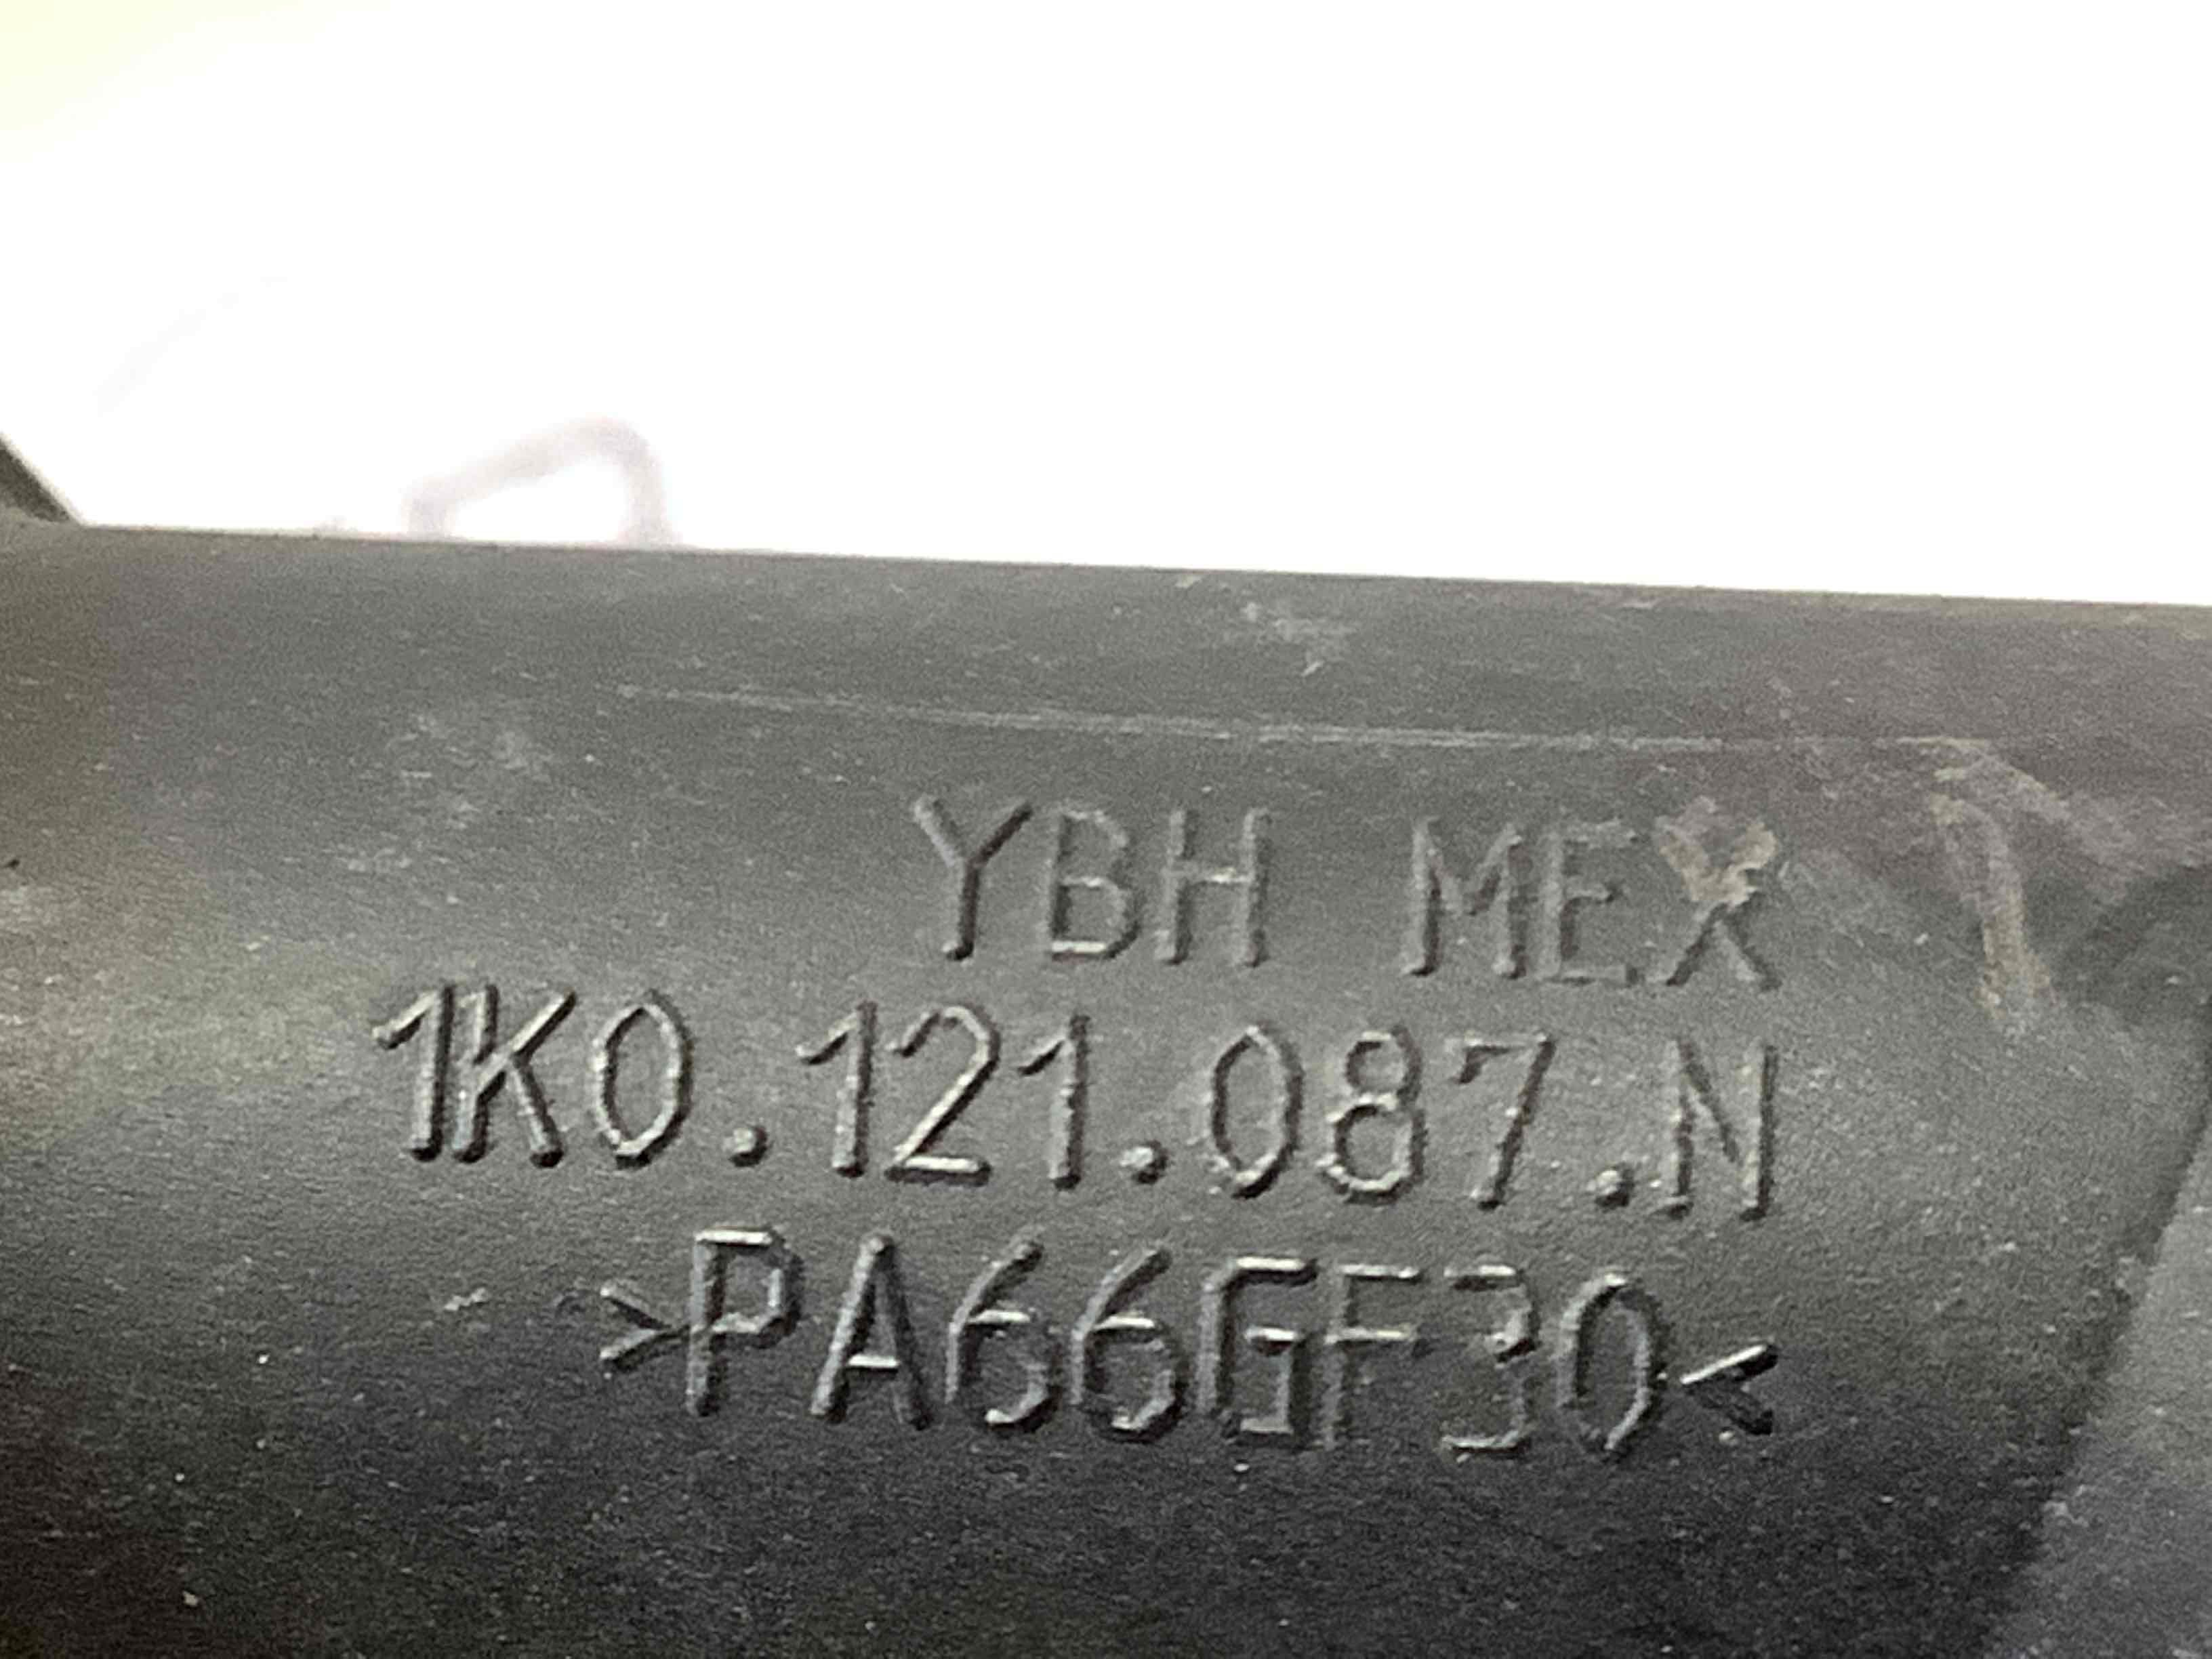 YBH MEX
1K0.121.087.N
>PA66GF30<